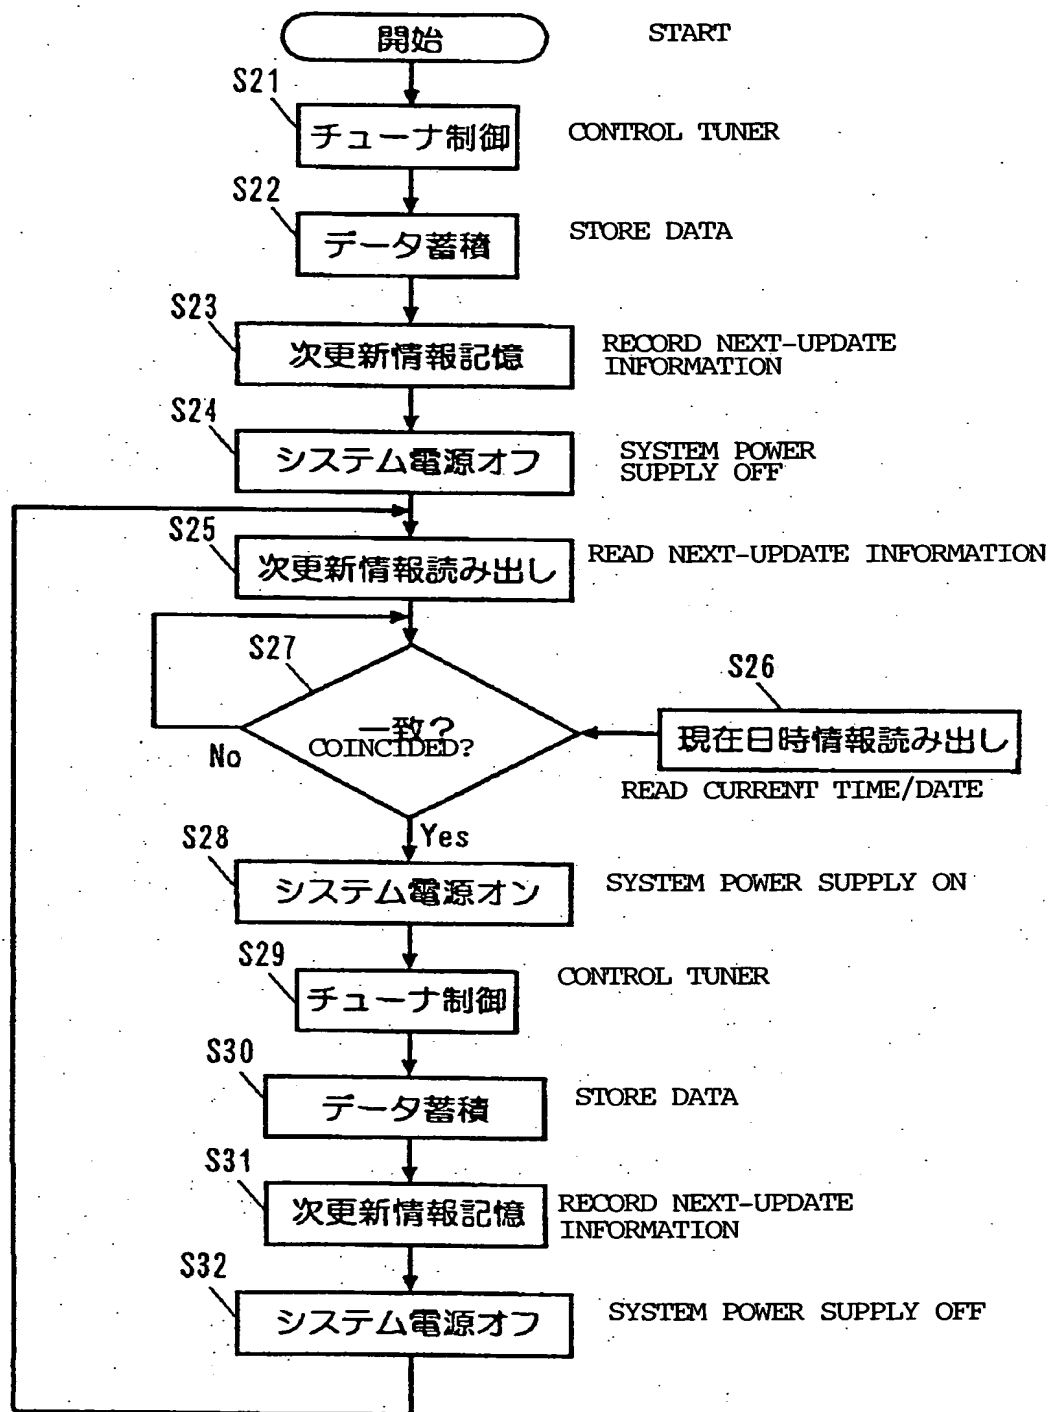 開始
START
S21
チューナ制御
CONTROL TUNER
S22
データ蓄積
STORE DATA
S23
次更新情報記憶
RECORD NEXT-UPDATE
INFORMATION
S24
システム電源オフ
SYSTEM POWER
SUPPLY OFF
S25
次更新情報読み出し
READ NEXT-UPDATE INFORMATION
S27
一致?
COINCIDED?
No
S26
現在日時情報読み出し
READ CURRENT TIME/DATE
Yes
S28
システム電源オン
SYSTEM POWER SUPPLY ON
S29
チューナ制御
CONTROL TUNER
S30
データ蓄積
STORE DATA
S31
次更新情報記憶
RECORD NEXT-UPDATE
INFORMATION
S32
システム電源オフ
SYSTEM POWER SUPPLY OFF